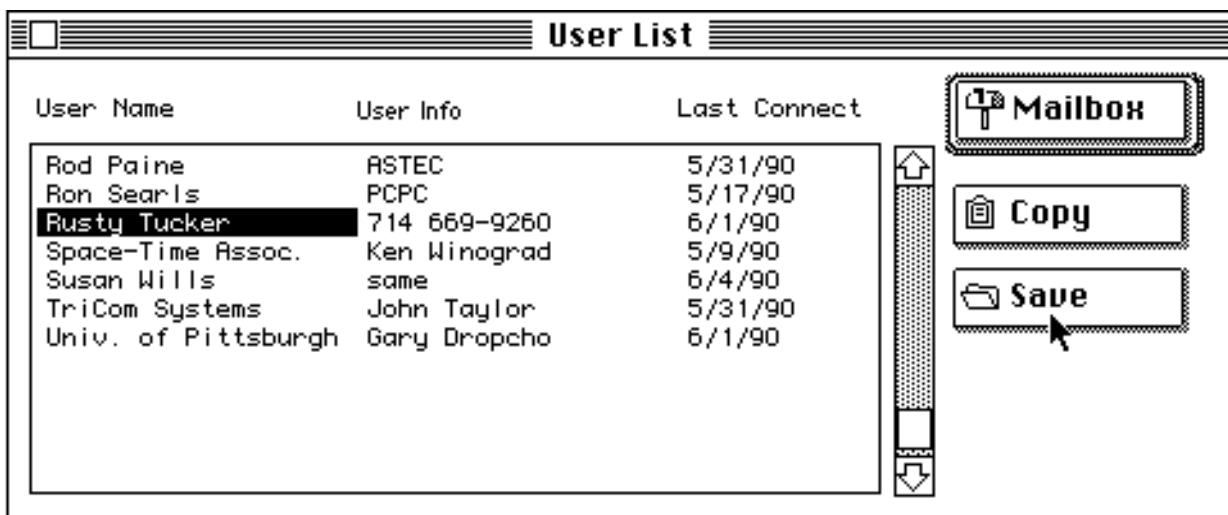 User List
User Name User Info Last Connect
Rod Paine ASTEC 5/31/90
Ron Searls PCPC 5/17/90
Rusty Tucker 714 669-9260 6/1/90
Space-Time Assoc. Ken Winograd 5/9/90
Susan Wills same 6/4/90
TriCom Systems John Taylor 5/31/90
Univ. of Pittsburgh Gary Dropcho 6/1/90
Mailbox
Copy
Save